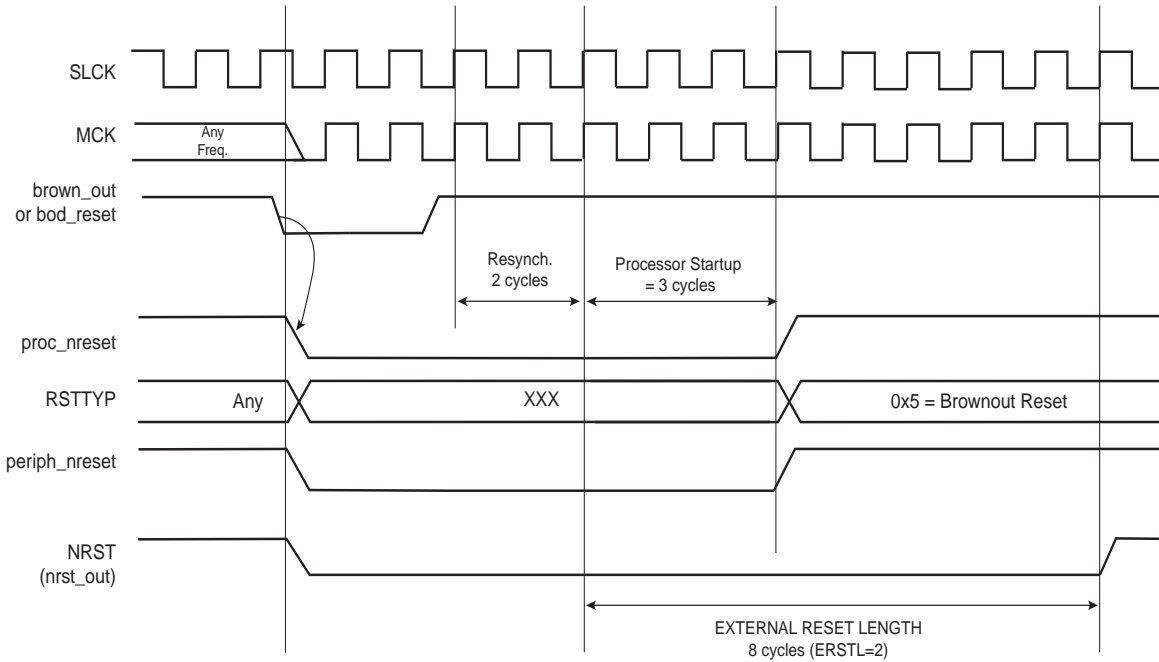 SLCK
MCK
Any
Freq.
brown_out
or bod_reset
Resynch.
2 cycles
Processor Startup
= 3 cycles
proc_nreset
RSTTYP
Any
XXX
0x5 = Brownout Reset
periph_nreset
NRST
(nrst_out)
EXTERNAL RESET LENGTH
8 cycles (ERSTL=2)